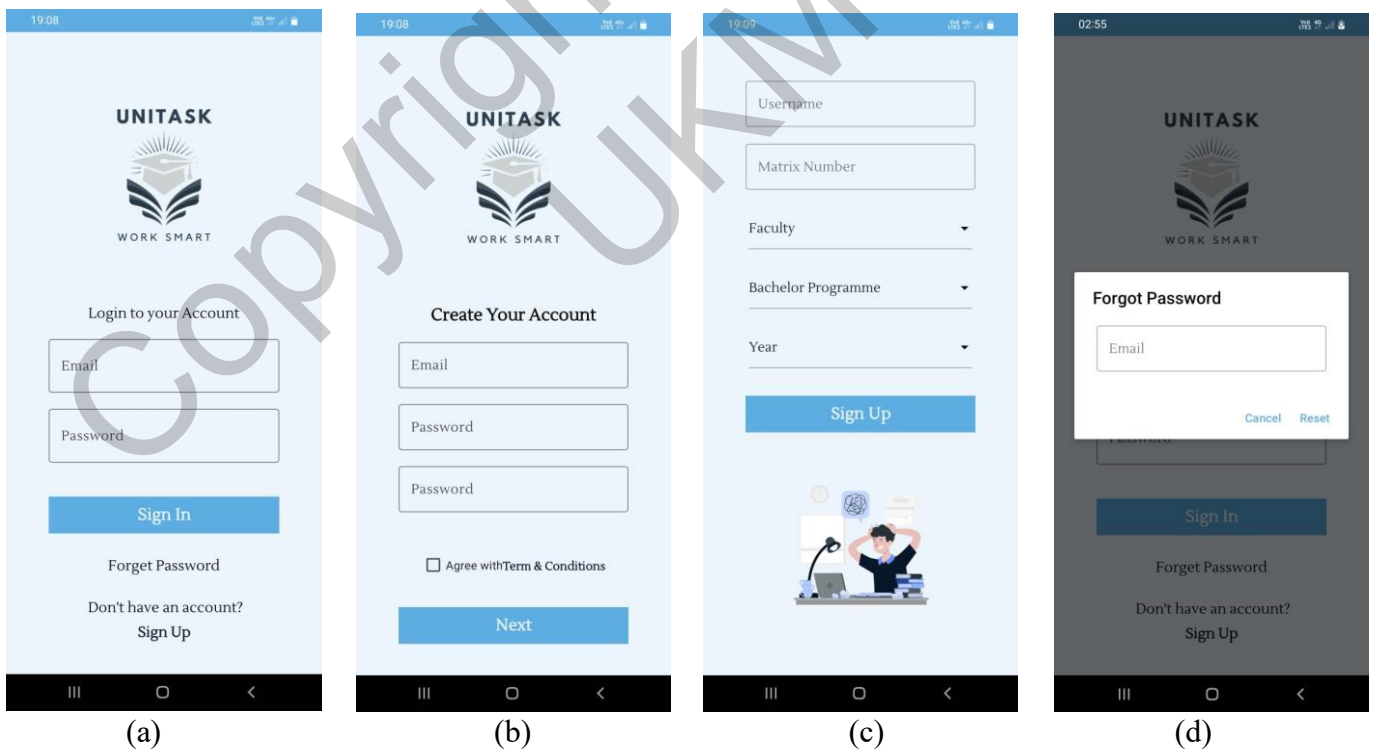 19:08
UNITASK
WORK SMART
Login to your Account
Email
Password
Sign In
Forget Password
Don't have an account?
Sign Up
(a)
19:08
UNITASK
WORK SMART
Create Your Account
Email
Password
Password
Agree withTerm & Conditions
Next
(b)
19:09
Username
Matrix Number
Faculty
Bachelor Programme
Year
Sign Up
(c)
02:55
UNITASK
WORK SMART
Forgot Password
Email
Cancel Reset
Password
Sign In
Forget Password
Don't have an account?
Sign Up
(d)
UKM